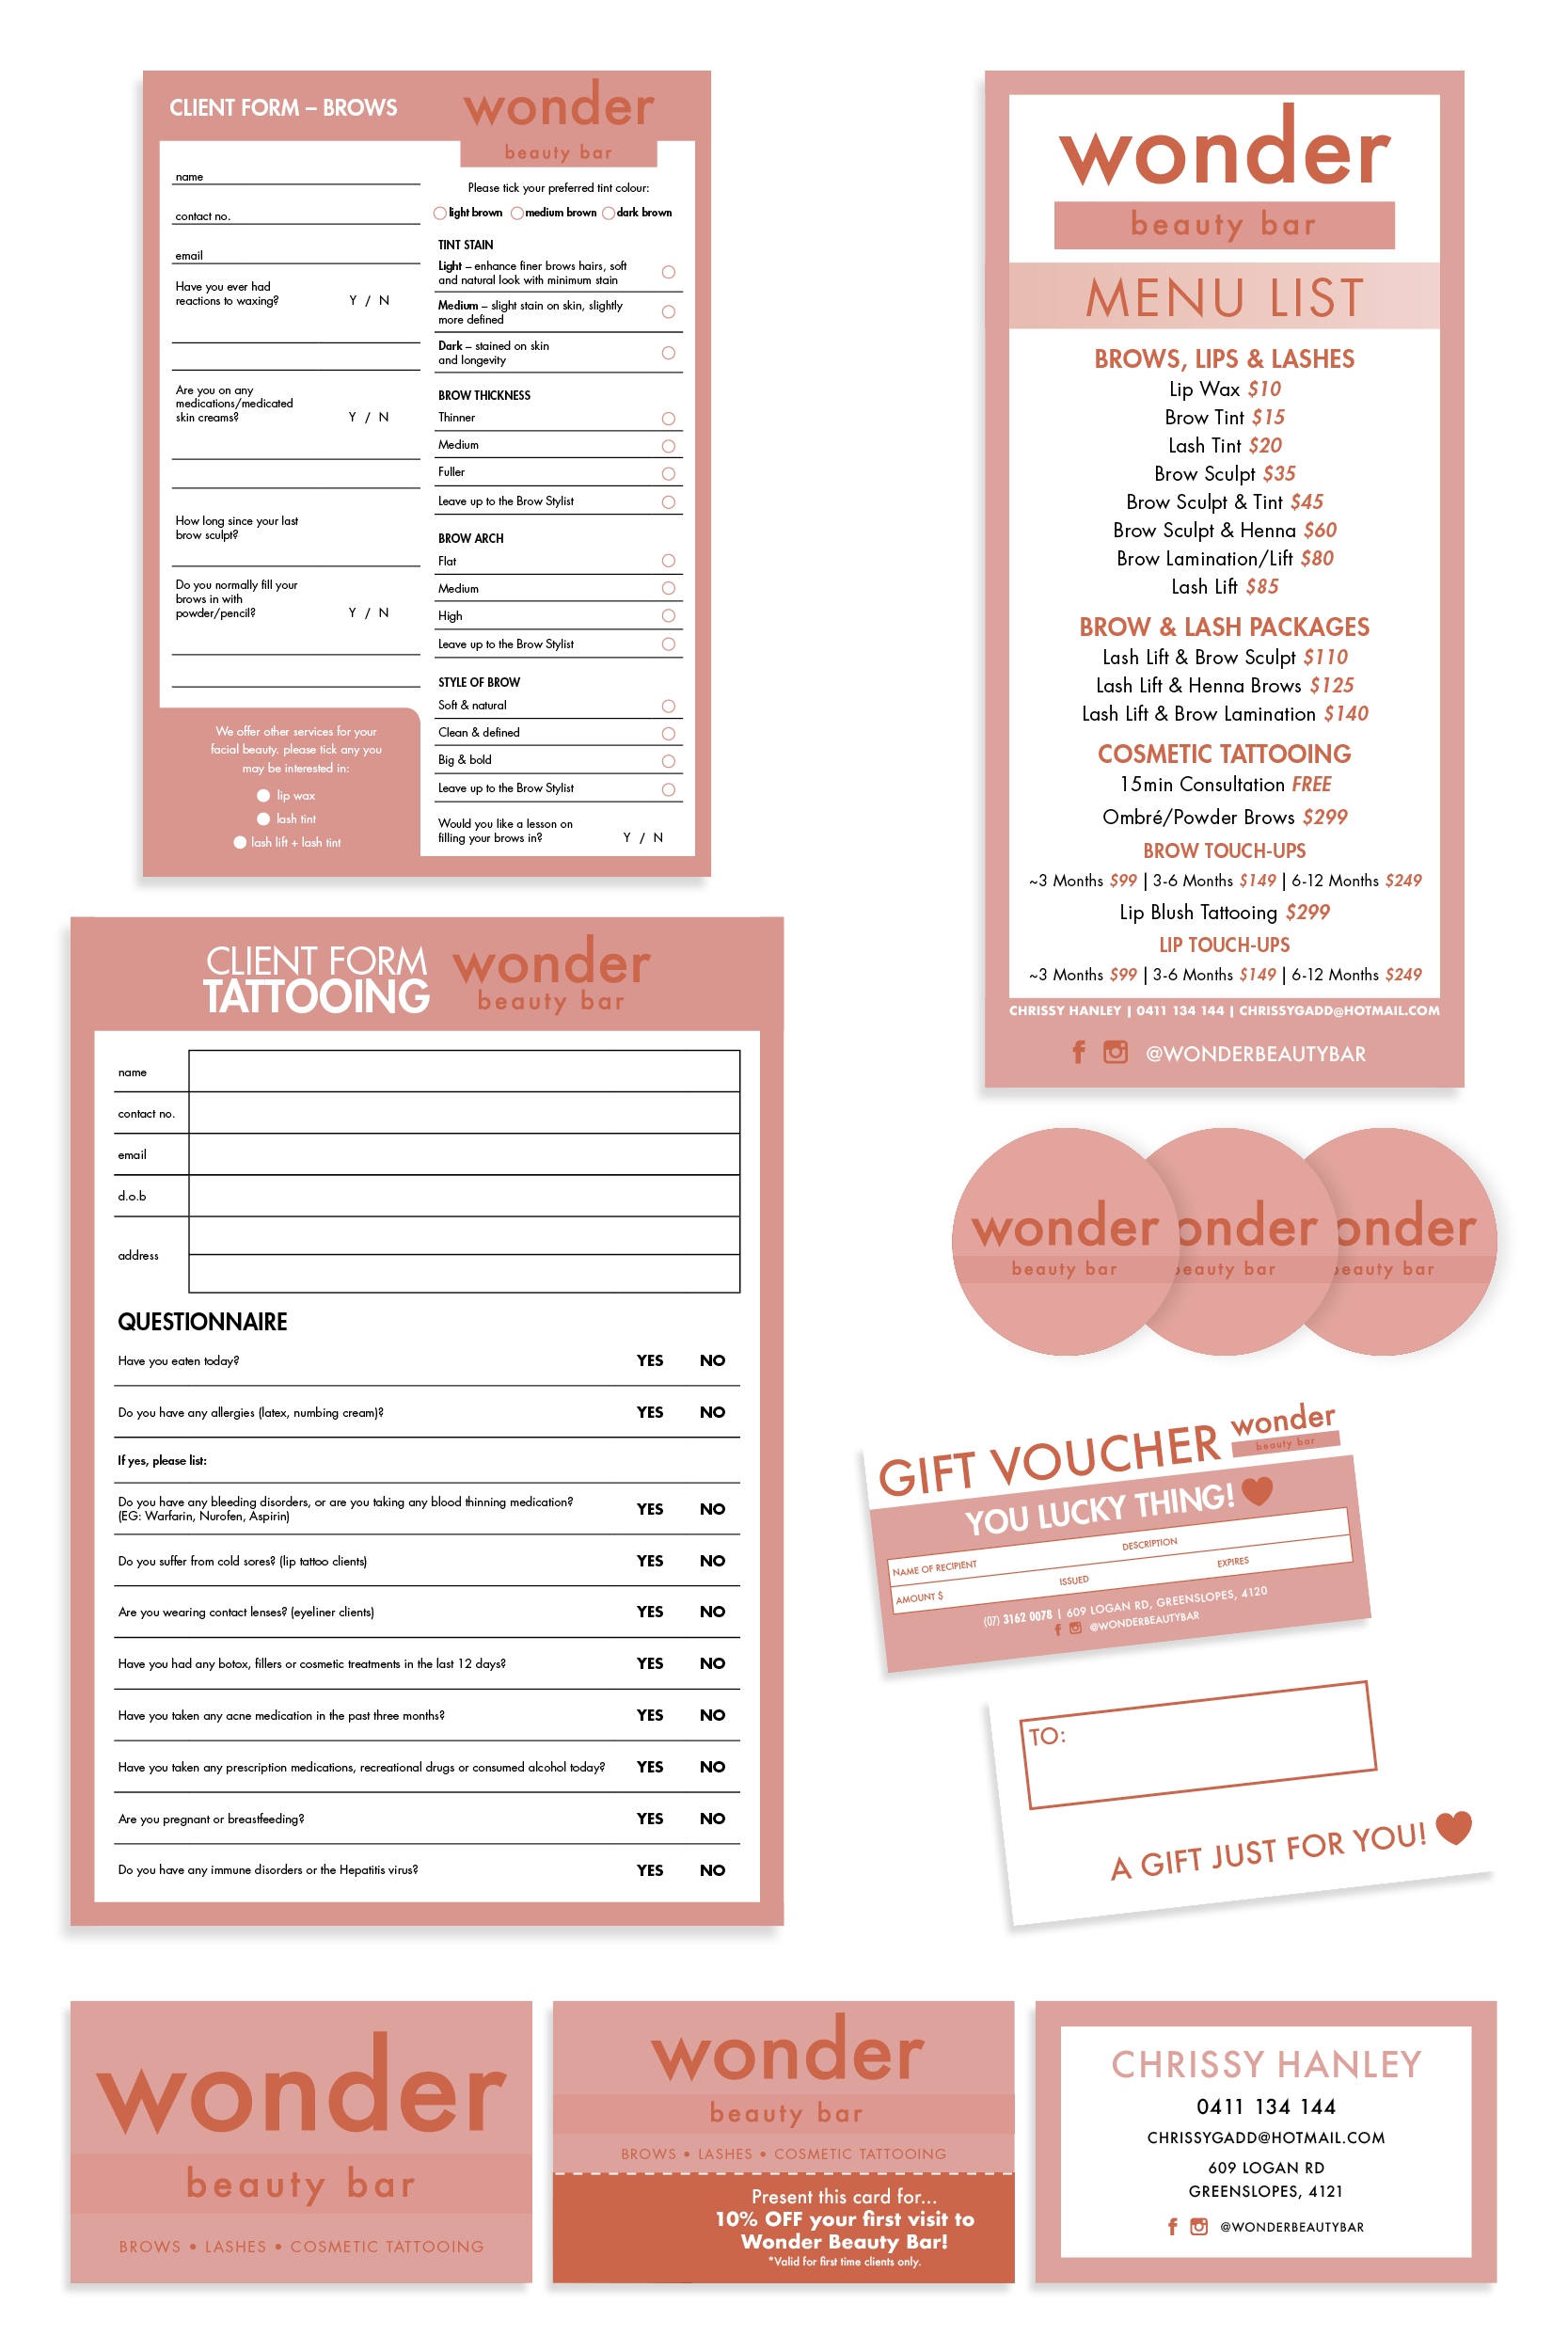 CLIENT FORM – BROWS
wonder
beauty bar
name
contact no.
email
Have you ever had
reactions to waxing? Y / N
Are you on any
medications/medicated
skin creams? Y / N
How long since your last
brow sculpt?
Do you normally fill your
brows in with
powder/pencil? Y / N
We offer other services for your
facial beauty. please tick any you
may be interested in:
lip wax
lash tint
lash lift + lash tint
Please tick your preferred tint colour:
light brown medium brown dark brown
TINT STAIN
Light – enhance finer brows hairs, soft
and natural look with minimum stain
Medium – slight stain on skin, slightly
more defined
Dark – stained on skin
and longevity
BROW THICKNESS
Thinner
Medium
Fuller
Leave up to the Brow Stylist
BROW ARCH
Flat
Medium
High
Leave up to the Brow Stylist
STYLE OF BROW
Soft & natural
Clean & defined
Big & bold
Leave up to the Brow Stylist
Would you like a lesson on
filling your brows in? Y / N
wonder
beauty bar
MENU LIST
BROWS, LIPS & LASHES
Lip Wax $10
Brow Tint $15
Lash Tint $20
Brow Sculpt $35
Brow Sculpt & Tint $45
Brow Sculpt & Henna $60
Brow Lamination/Lift $80
Lash Lift $85
BROW & LASH PACKAGES
Lash Lift & Brow Sculpt $110
Lash Lift & Henna Brows $125
Lash Lift & Brow Lamination $140
COSMETIC TATTOOING
15min Consultation FREE
Ombré/Powder Brows $299
BROW TOUCH-UPS
~3 Months $99 | 3-6 Months $149 | 6-12 Months $249
Lip Blush Tattooing $299
LIP TOUCH-UPS
~3 Months $99 | 3-6 Months $149 | 6-12 Months $249
CHRISSY HANLEY | 0411 134 144 | CHRISSYGADD@HOTMAIL.COM
@WONDERBEAUTYBAR
CLIENT FORM
TATTOOING
wonder
beauty bar
name
contact no.
email
d.o.b
address
QUESTIONNAIRE
Have you eaten today? YES NO
Do you have any allergies (latex, numbing cream)? YES NO
If yes, please list:
Do you have any bleeding disorders, or are you taking any blood thinning medication?
(EG: Warfarin, Nurofen, Aspirin) YES NO
Do you suffer from cold sores? (lip tattoo clients) YES NO
Are you wearing contact lenses? (eyeliner clients) YES NO
Have you had any botox, fillers or cosmetic treatments in the last 12 days? YES NO
Have you taken any acne medication in the past three months? YES NO
Have you taken any prescription medications, recreational drugs or consumed alcohol today? YES NO
Are you pregnant or breastfeeding? YES NO
Do you have any immune disorders or the Hepatitis virus? YES NO
wonder onder onder
beauty bar eauty bar eauty bar
GIFT VOUCHER
wonder
beauty bar
YOU LUCKY THING!
NAME OF RECIPIENT DESCRIPTION
AMOUNT $ ISSUED EXPIRES
(07) 3162 0078 | 609 LOGAN RD, GREENSLOPES, 4120
@WONDERBEAUTYBAR
TO:
A GIFT JUST FOR YOU!
wonder
beauty bar
BROWS • LASHES • COSMETIC TATTOOING
wonder
beauty bar
BROWS • LASHES • COSMETIC TATTOOING
Present this card for...
10% OFF your first visit to
Wonder Beauty Bar!
*Valid for first time clients only.
CHRISSY HANLEY
0411 134 144
CHRISSYGADD@HOTMAIL.COM
609 LOGAN RD
GREENSLOPES, 4121
@WONDERBEAUTYBAR